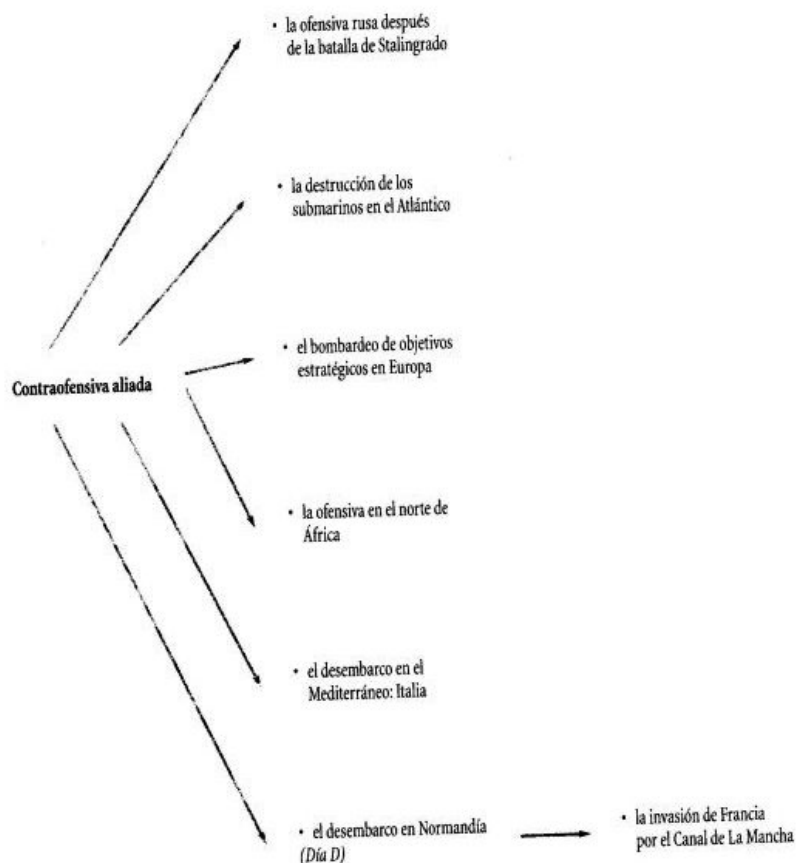 • la ofensiva rusa después
de la batalla de Stalingrado
• la destrucción de los
submarinos en el Atlántico
• el bombardeo de objetivos
estratégicos en Europa
Contraofensiva aliada
• la ofensiva en el norte de
África
• el desembarco en el
Mediterráneo: Italia
• el desembarco en Normandía
(Día D)
• la invasión de Francia
por el Canal de La Mancha